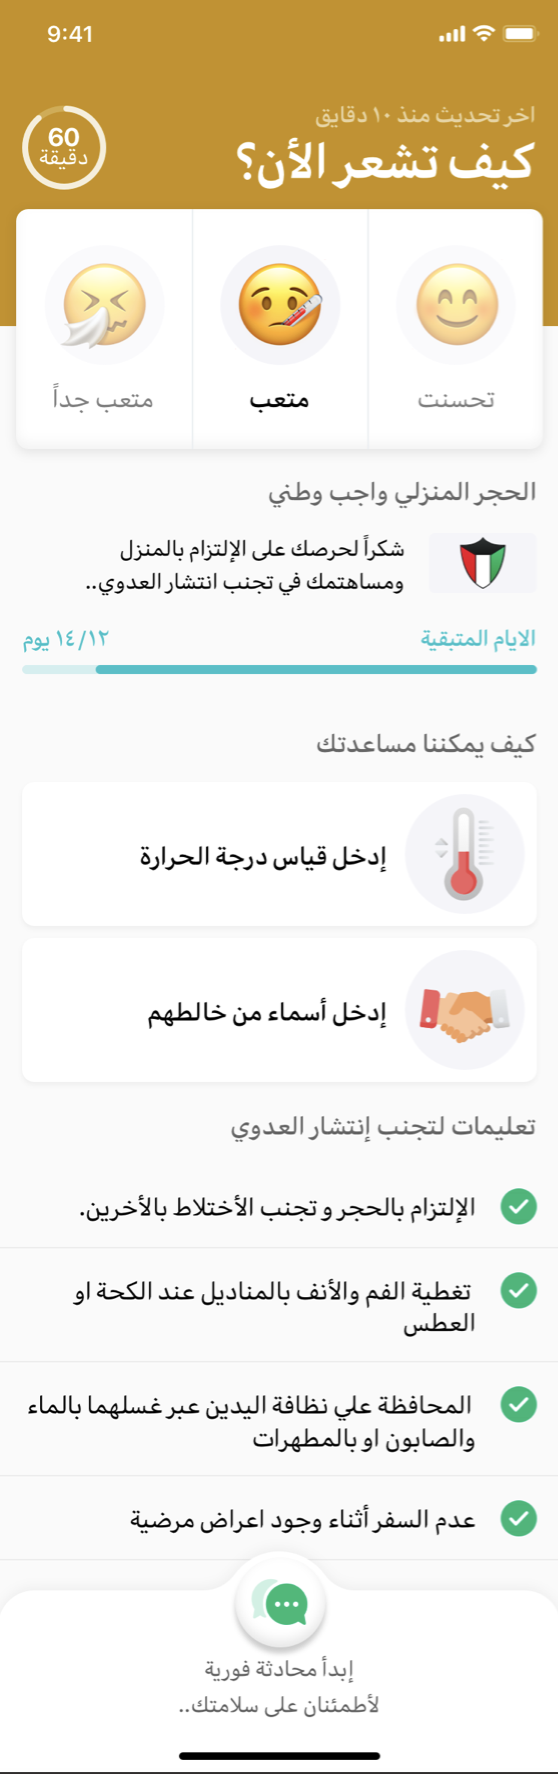 9:41
اخر تحديث منذ ١٠ دقايق
كيف تشعر الأن؟
60
دقيقة
تحسنت
متعب
متعب جداً
الحجر المنزلي واجب وطني
شكراً لحرصك على الإلتزام بالمنزل
ومساهتمك في تجنب انتشار العدوي..
الايام المتبقية
١٤/١٢ يوم
كيف يمكننا مساعدتك
إدخل قياس درجة الحرارة
إدخل أسماء من خالطهم
تعليمات لتجنب إنتشار العدوي
الإلتزام بالحجر و تجنب الأختلاط بالأخرين.
تغطية الفم والأنف بالمناديل عند الكحة او
العطس
المحافظة علي نظافة اليدين عبر غسلهما بالماء
والصابون او بالمطهرات
عدم السفر أثناء وجود اعراض مرضية
إبدأ محادثة فورية
لأطمئنان على سلامتك..